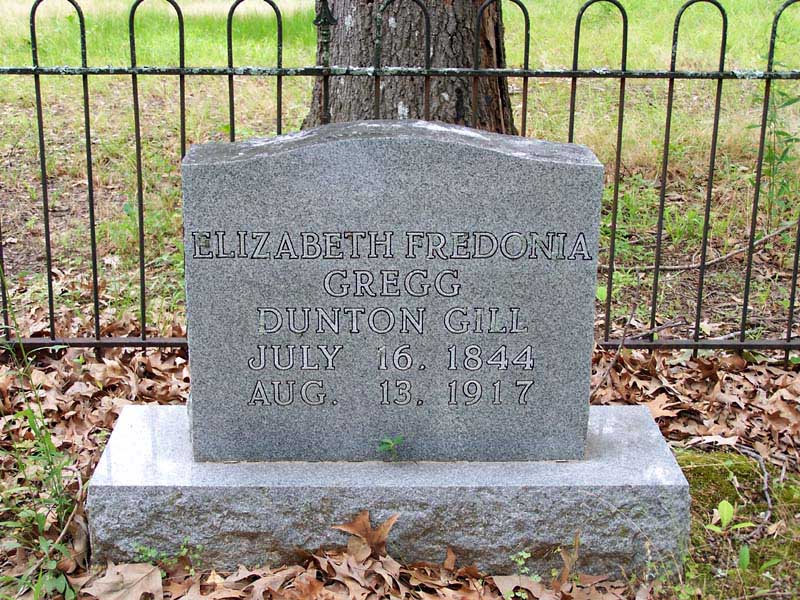 ELIZABETH FREDONIA
GREGG
DUNTON GILL
JULY 16. 1844
AUG. 13. 1917